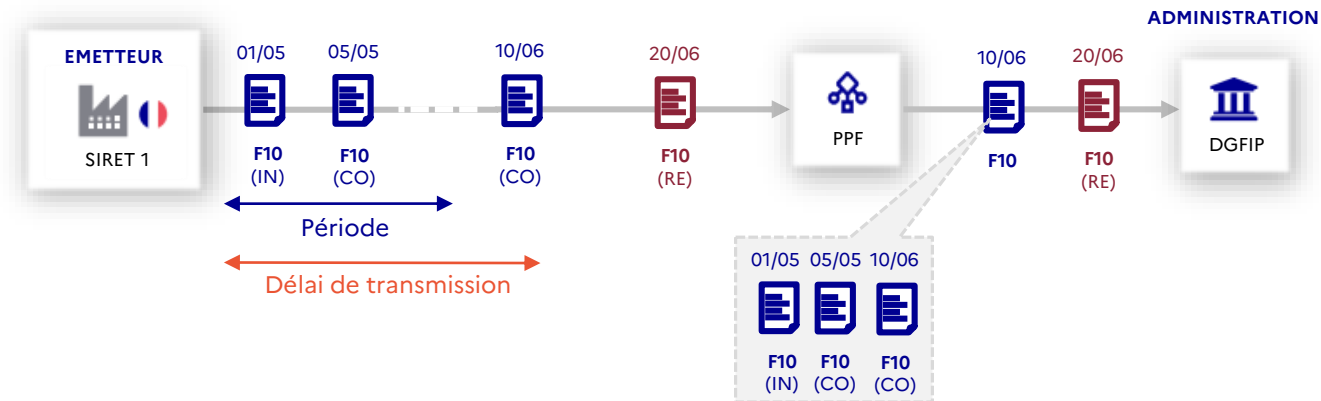 ADMINISTRATION
EMETTEUR
SIRET 1
01/05
05/05
10/06
20/06
F10
(IN)
F10
(CO)
F10
(CO)
F10
(RE)
Période
Délai de transmission
PPF
10/06
20/06
F10
F10
(RE)
DGFIP
01/05 05/05 10/06
F10 F10 F10
(IN) (CO) (CO)